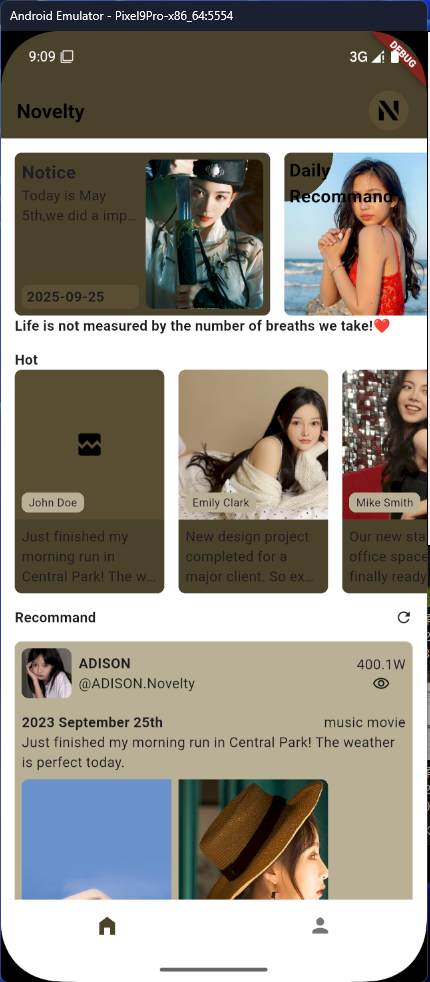 Android Emulator - Pixel9Pro-x86_64:5554
9:09
3G
DEBUG
Novelty
N
Notice
Today is May
5th,we did a imp...
2025-09-25
Daily
Recommand
Life is not measured by the number of breaths we take!❤️
Hot
John Doe
Just finished my
morning run in
Central Park! The w...
Emily Clark
New design project
completed for a
major client. So ex...
Mike Smith
Our new sta
office space
finally ready
Recommand
ADISON
400.1W
@ADISON.Novelty
2023 September 25th
music movie
Just finished my morning run in Central Park! The weather
is perfect today.